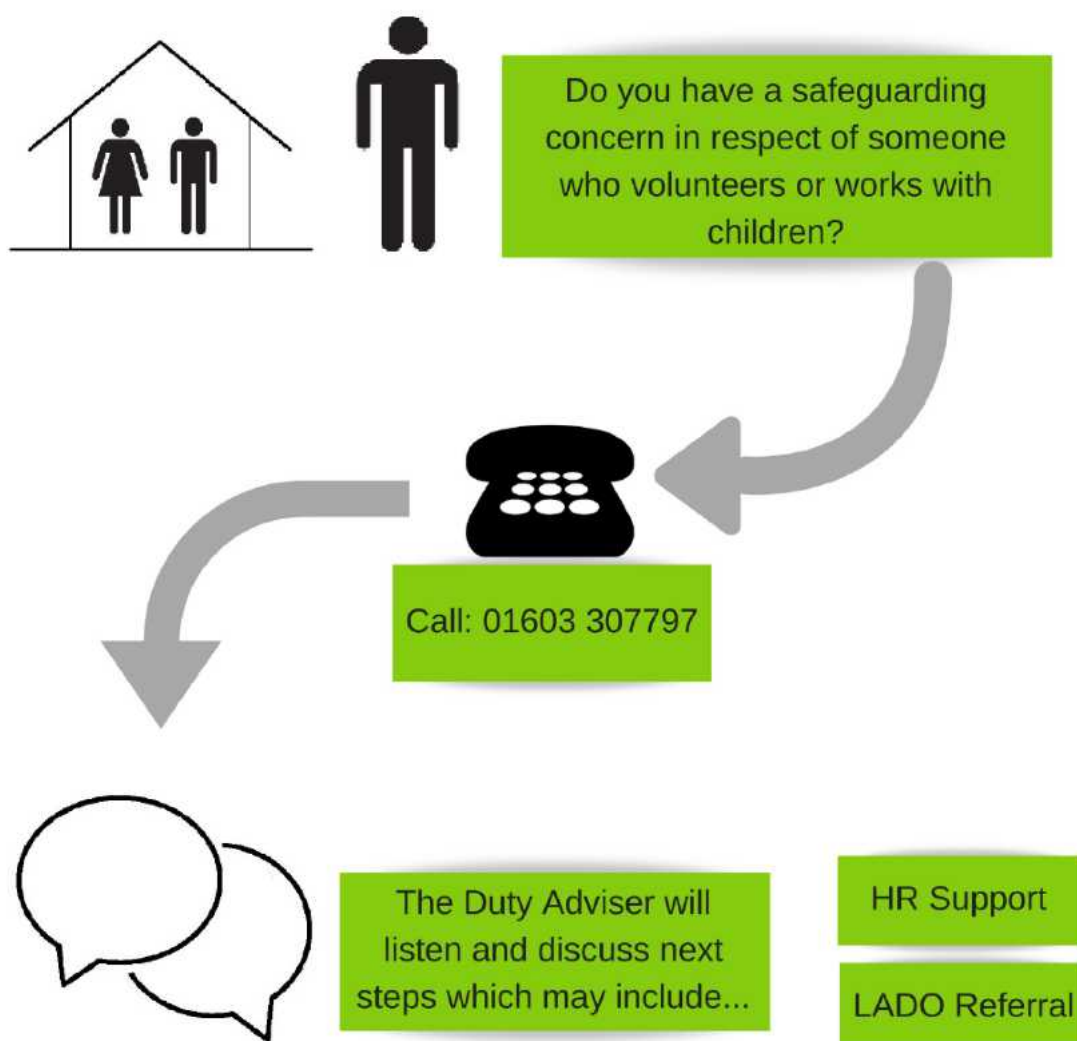 Do you have a safeguarding
concern in respect of someone
who volunteers or works with
children?
Call: 01603 307797
The Duty Adviser will
listen and discuss next
steps which may include...
HR Support
LADO Referral